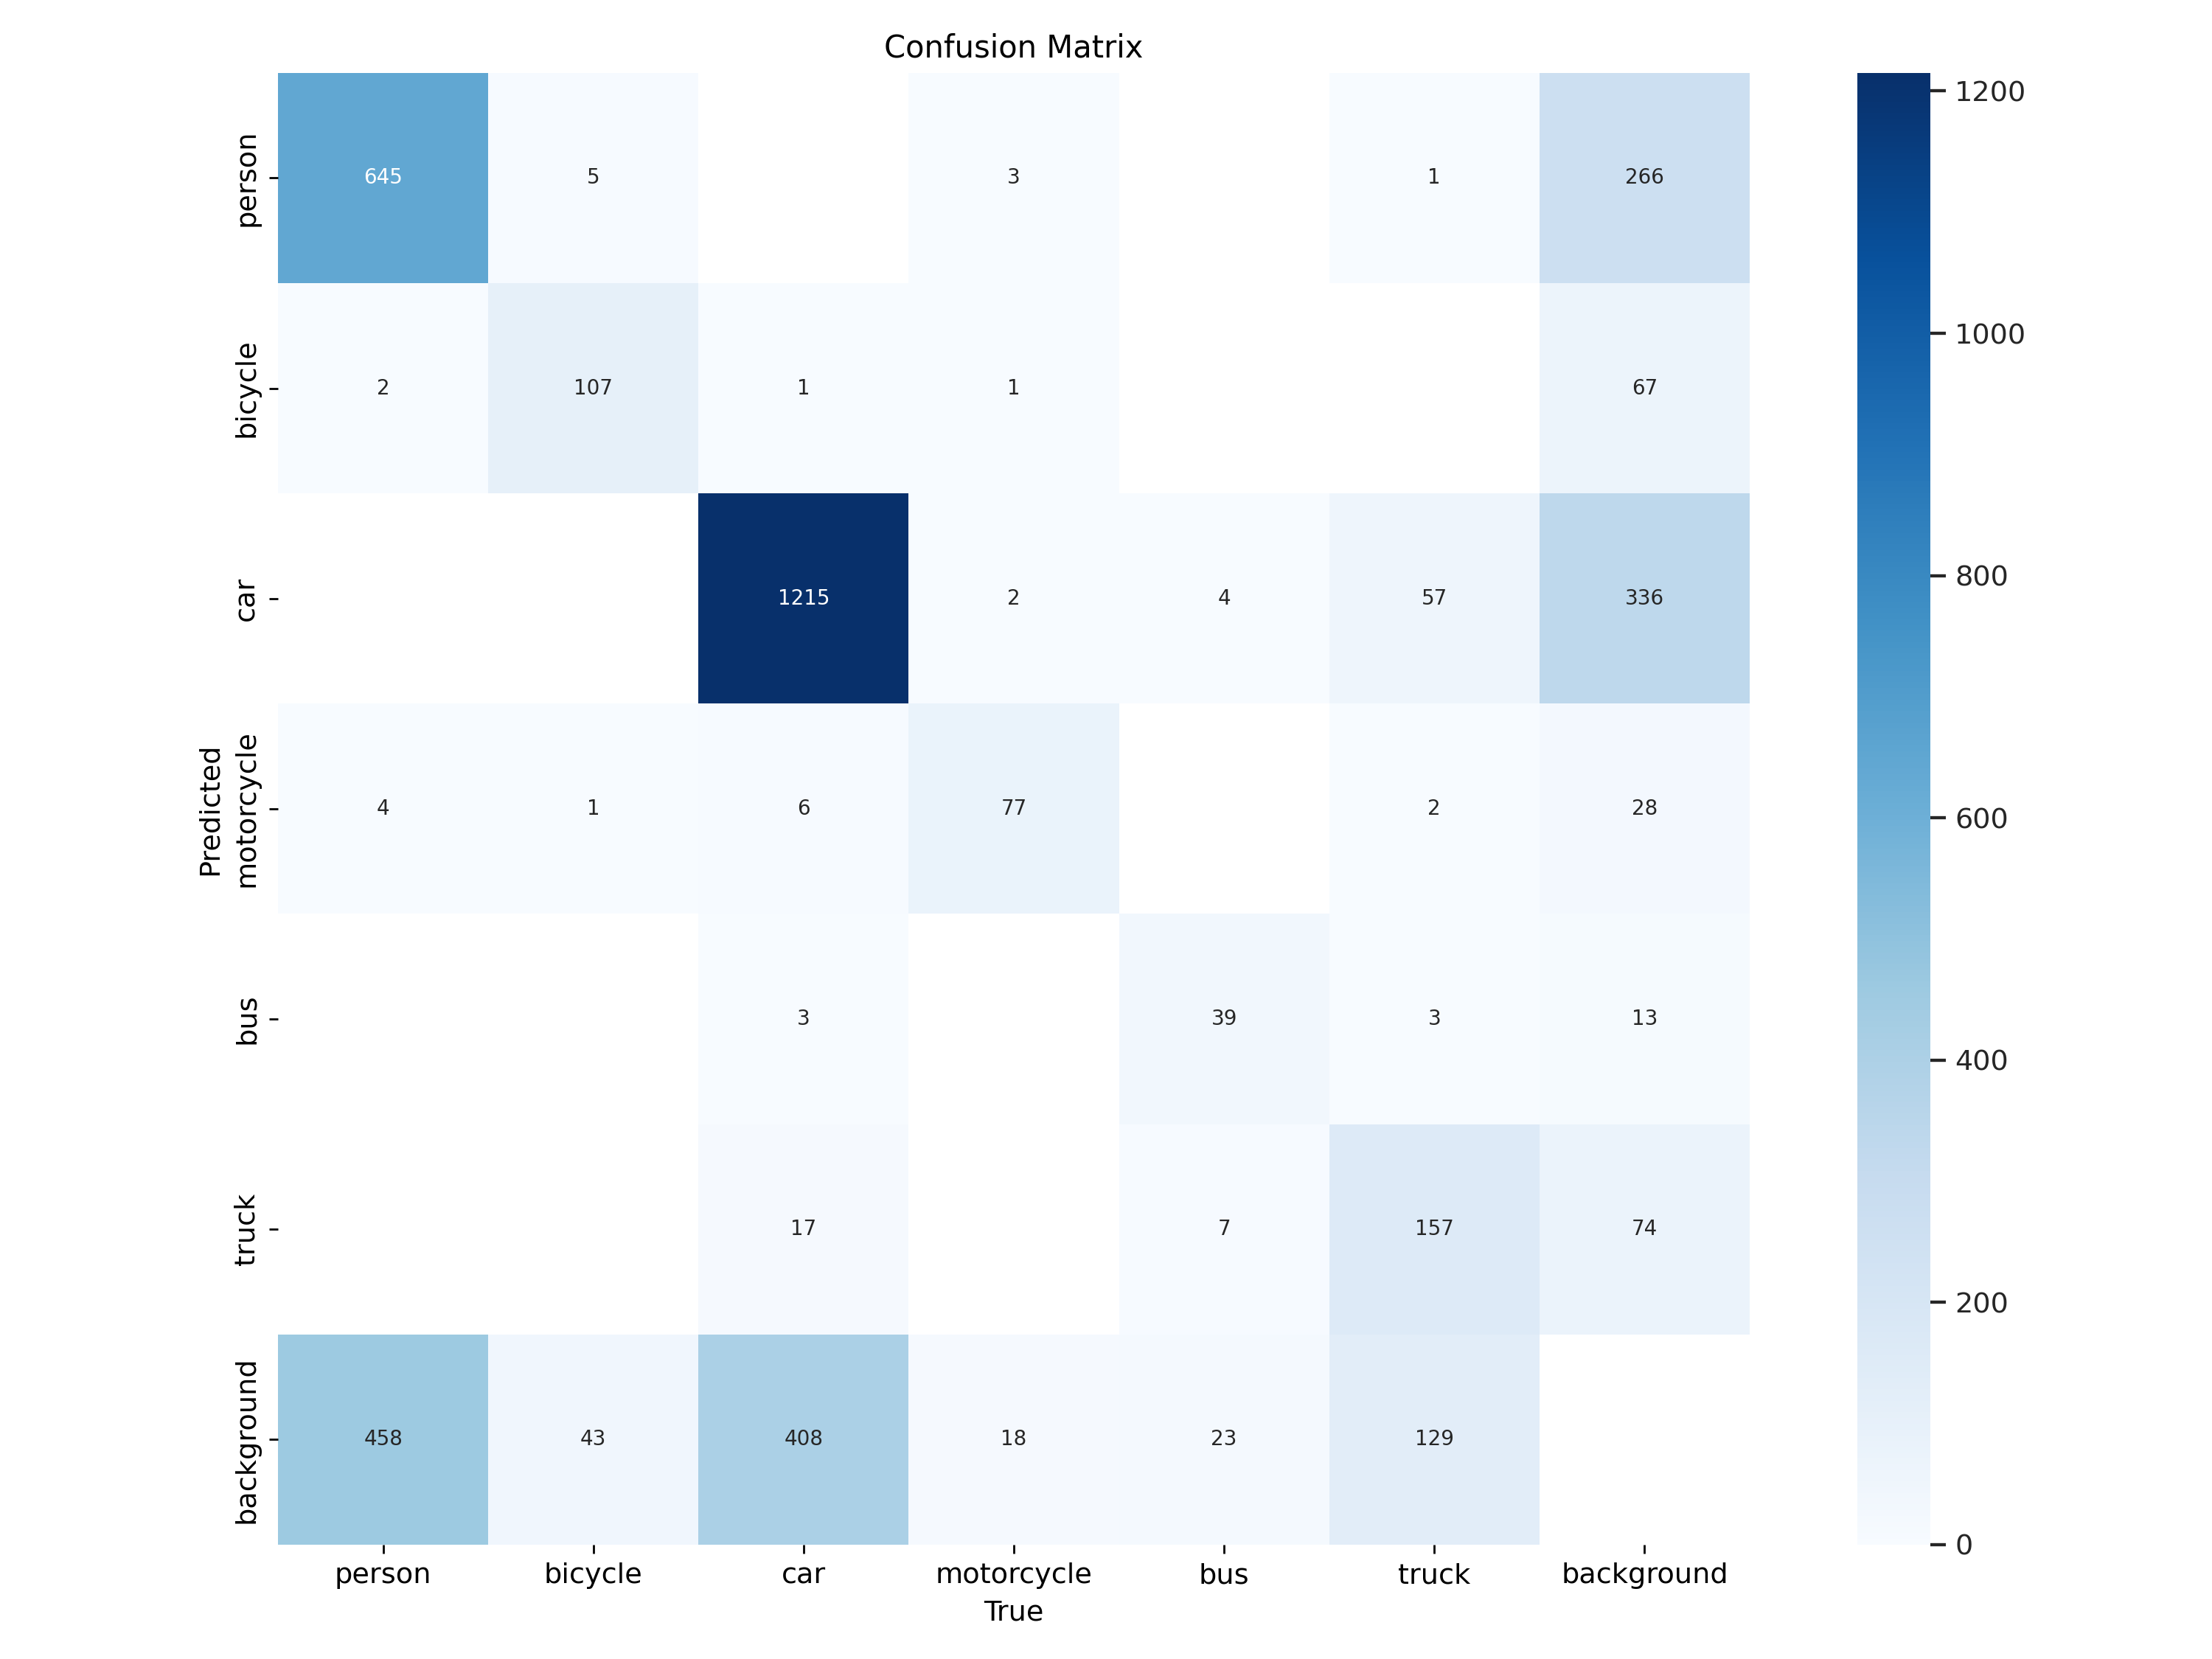 Confusion Matrix
person 645 5 3 1 266
bicycle 2 107 1 1 67
car 1215 2 4 57 336
motorcycle 4 1 6 77 2 28
bus 3 39 3 13
truck 17 7 157 74
background 458 43 408 18 23 129
person bicycle car motorcycle bus truck background
True
Predicted
1200
1000
800
600
400
200
0